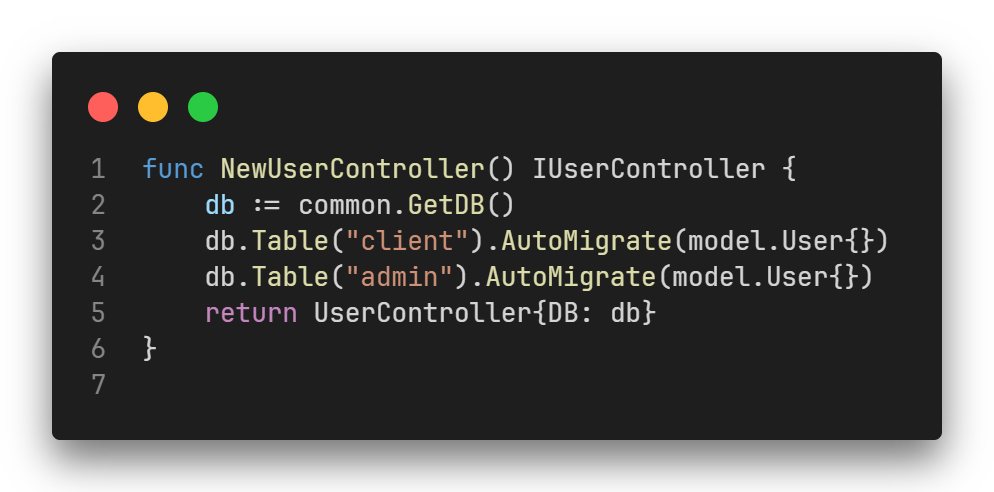 1 func NewUserController() IUserController {
2     db := common.GetDB()
3     db.Table("client").AutoMigrate(model.User{})
4     db.Table("admin").AutoMigrate(model.User{})
5     return UserController{DB: db}
6 }
7